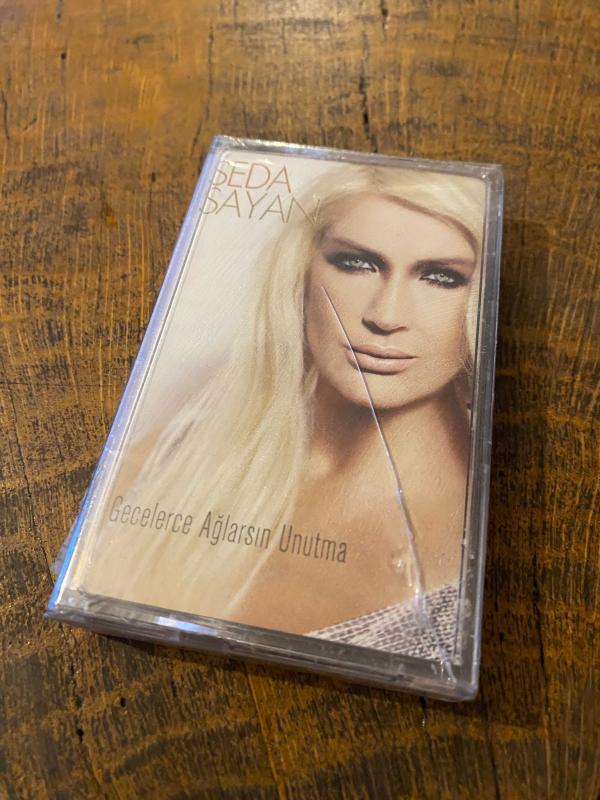 SEDA
SAYAN
Gecelerce Ağlarsın Unutma